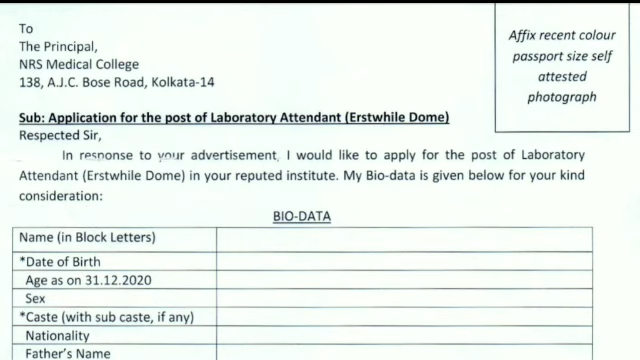 To
The Principal,
NRS Medical College
138, A.J.C. Bose Road, Kolkata-14
Affix recent colour
passport size self
attested
photograph
Sub: Application for the post of Laboratory Attendant (Erstwhile Dome)
Respected Sir,
In response to your advertisement, I would like to apply for the post of Laboratory
Attendant (Erstwhile Dome) in your reputed institute. My Bio-data is given below for your kind
consideration:
BIO-DATA
Name (in Block Letters)
*Date of Birth
Age as on 31.12.2020
Sex
*Caste (with sub caste, if any)
Nationality
Father's Name